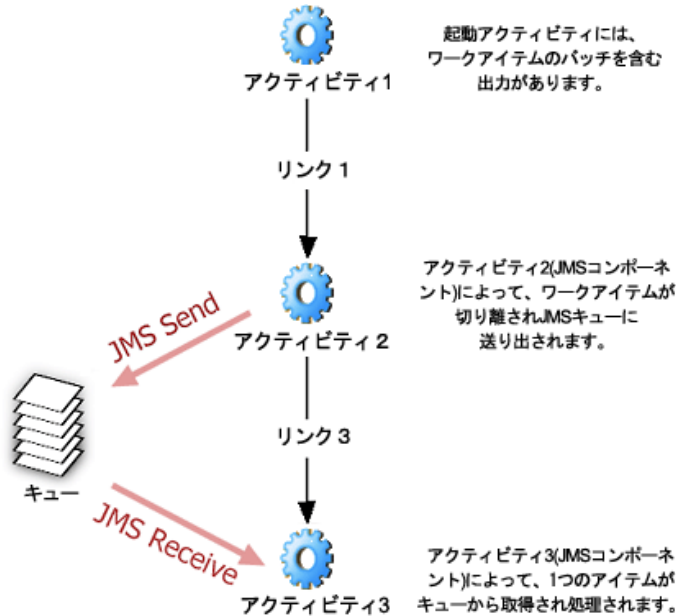 起動アクティビティには、
ワークアイテムのバッチを含む
出力があります。
アクティビティ1
リンク 1
アクティビティ2(JMSコンポーネ
ント)によって、ワークアイテムが
切り離されJMSキューに
送り出されます。
JMS Send
アクティビティ 2
リンク 3
キュー
JMS Receive
アクティビティ3(JMSコンポーネ
ント)によって、1つのアイテムが
キューから取得され処理されます。
アクティビティ3